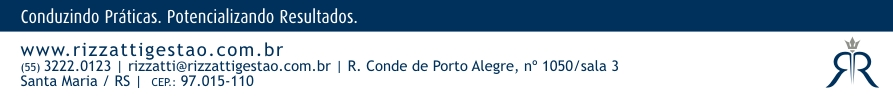 Conduzindo Práticas. Potencializando Resultados.
www.rizzattigestao.com.br
(55) 3222.0123 | rizzatti@rizzattigestao.com.br | R. Conde de Porto Alegre, nº 1050/sala 3
Santa Maria / RS | CEP.: 97.015-110